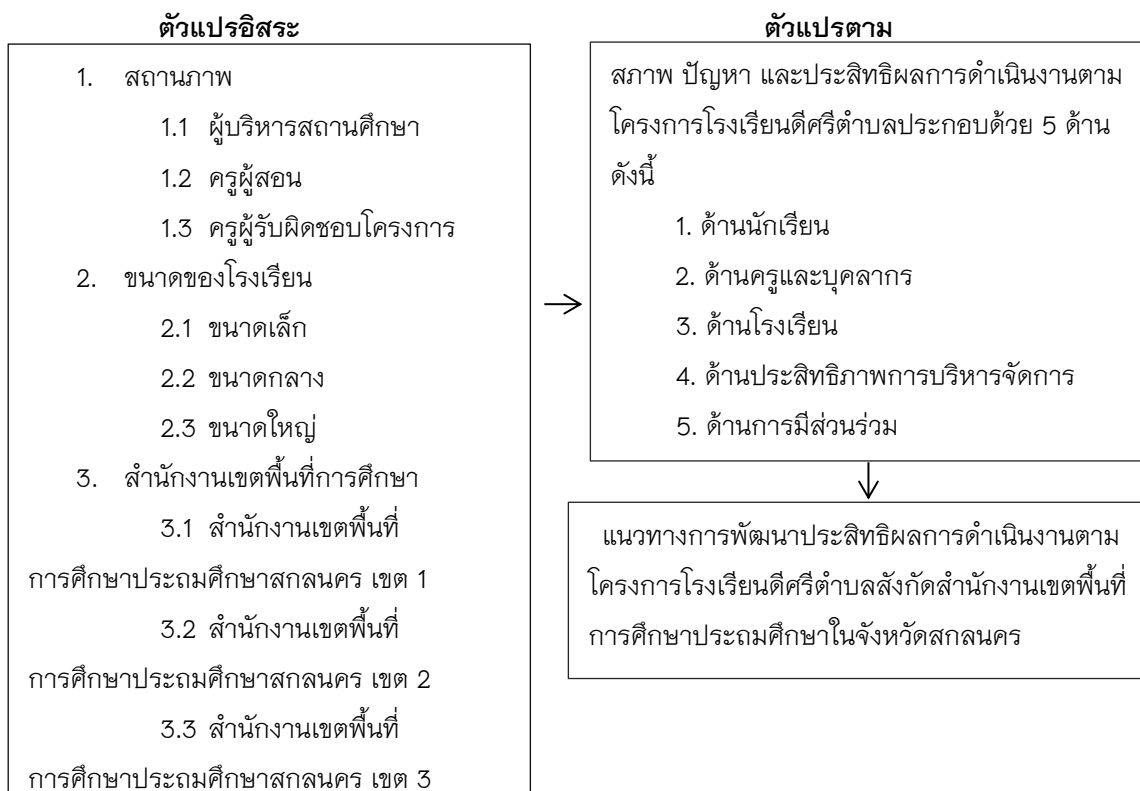 ตัวแปรอิสระ
1. สถานภาพ
1.1 ผู้บริหารสถานศึกษา
1.2 ครูผู้สอน
1.3 ครูผู้รับผิดชอบโครงการ
2. ขนาดของโรงเรียน
2.1 ขนาดเล็ก
2.2 ขนาดกลาง
2.3 ขนาดใหญ่
3. สำนักงานเขตพื้นที่การศึกษา
3.1 สำนักงานเขตพื้นที่
การศึกษาประถมศึกษาสกลนคร เขต 1
3.2 สำนักงานเขตพื้นที่
การศึกษาประถมศึกษาสกลนคร เขต 2
3.3 สำนักงานเขตพื้นที่
การศึกษาประถมศึกษาสกลนคร เขต 3
ตัวแปรตาม
สภาพ ปัญหา และประสิทธิผลการดำเนินงานตาม
โครงการโรงเรียนดีศรีตำบลประกอบด้วย 5 ด้าน
ดังนี้
1. ด้านนักเรียน
2. ด้านครูและบุคลากร
3. ด้านโรงเรียน
4. ด้านประสิทธิภาพการบริหารจัดการ
5. ด้านการมีส่วนร่วม
แนวทางการพัฒนาประสิทธิผลการดำเนินงานตาม
โครงการโรงเรียนดีศรีตำบลสังกัดสำนักงานเขตพื้นที่
การศึกษาประถมศึกษาในจังหวัดสกลนคร